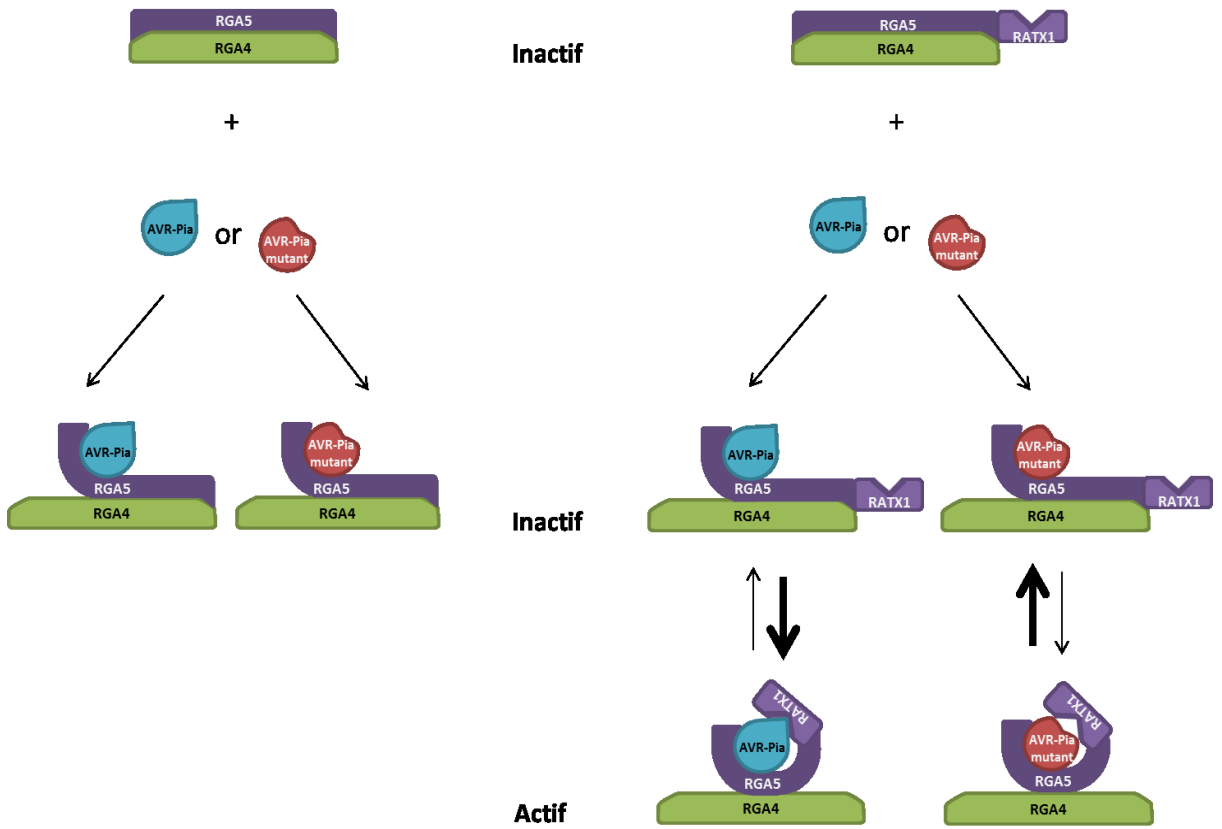 RGA5
RGA4
Inactif
RGA5
RATX1
RGA4
+
+
AVR-Pia
or
AVR-Pia
mutant
AVR-Pia
or
AVR-Pia
mutant
AVR-Pia
RGA5
RGA4
AVR-Pia
mutant
RGA5
RGA4
Inactif
AVR-Pia
RGA5
RATX1
RGA4
AVR-Pia
mutant
RGA5
RATX1
RGA4
RATX1
AVR-Pia
RGA5
RGA4
RATX1
AVR-Pia
mutant
RGA5
RGA4
Actif